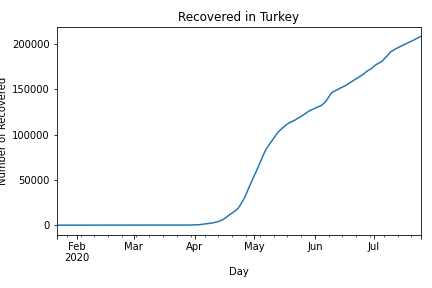 Recovered in Turkey
Number of Recovered
200000
150000
100000
50000
0
Feb Mar Apr May Jun Jul
2020
Day